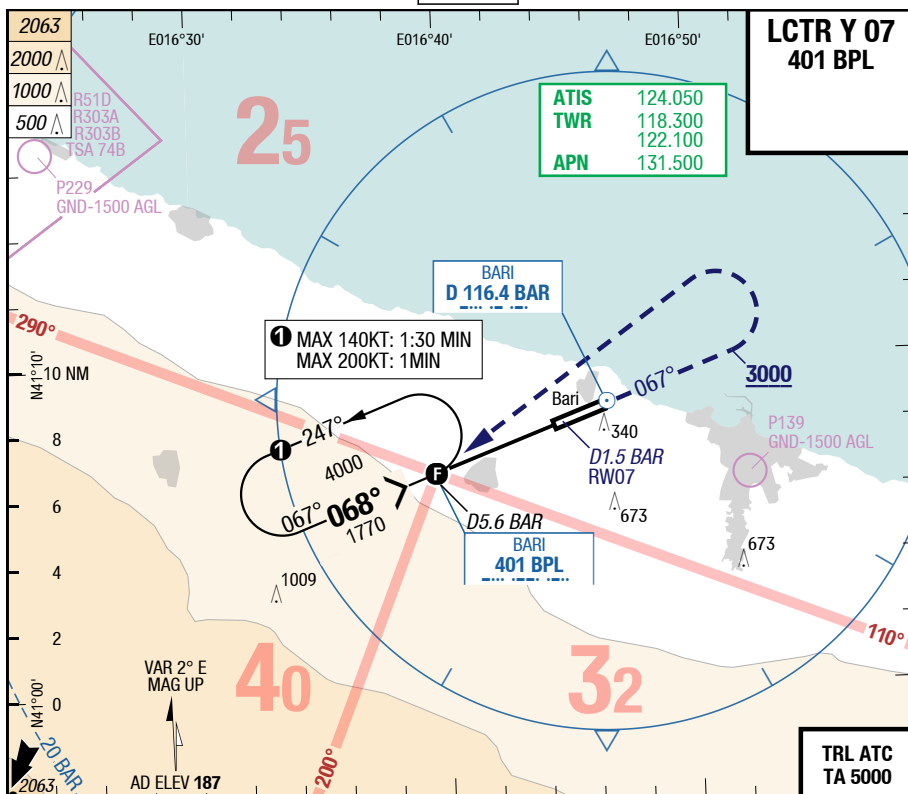 2063
2000
1000
500
E016°30'
E016°40'
E016°50'
LCTR Y 07
401 BPL
ATIS 124.050
TWR 118.300
122.100
APN 131.500
R51D
R303A
R303B
TSA 74B
P229
GND-1500 AGL
25
BARI
D 116.4 BAR
290°
1 MAX 140KT: 1:30 MIN
MAX 200KT: 1MIN
N41°10'
10 NM
8
6
4
2
0
N41°00'
067°
3000
Bari
340
D1.5 BAR
RW07
P139
GND-1500 AGL
247°
1
4000
F
067°
068°
1770
D5.6 BAR
673
673
BARI
401 BPL
1009
110°
VAR 2° E
MAG UP
40
32
20 BAR
200°
2063
AD ELEV 187
TRL ATC
TA 5000